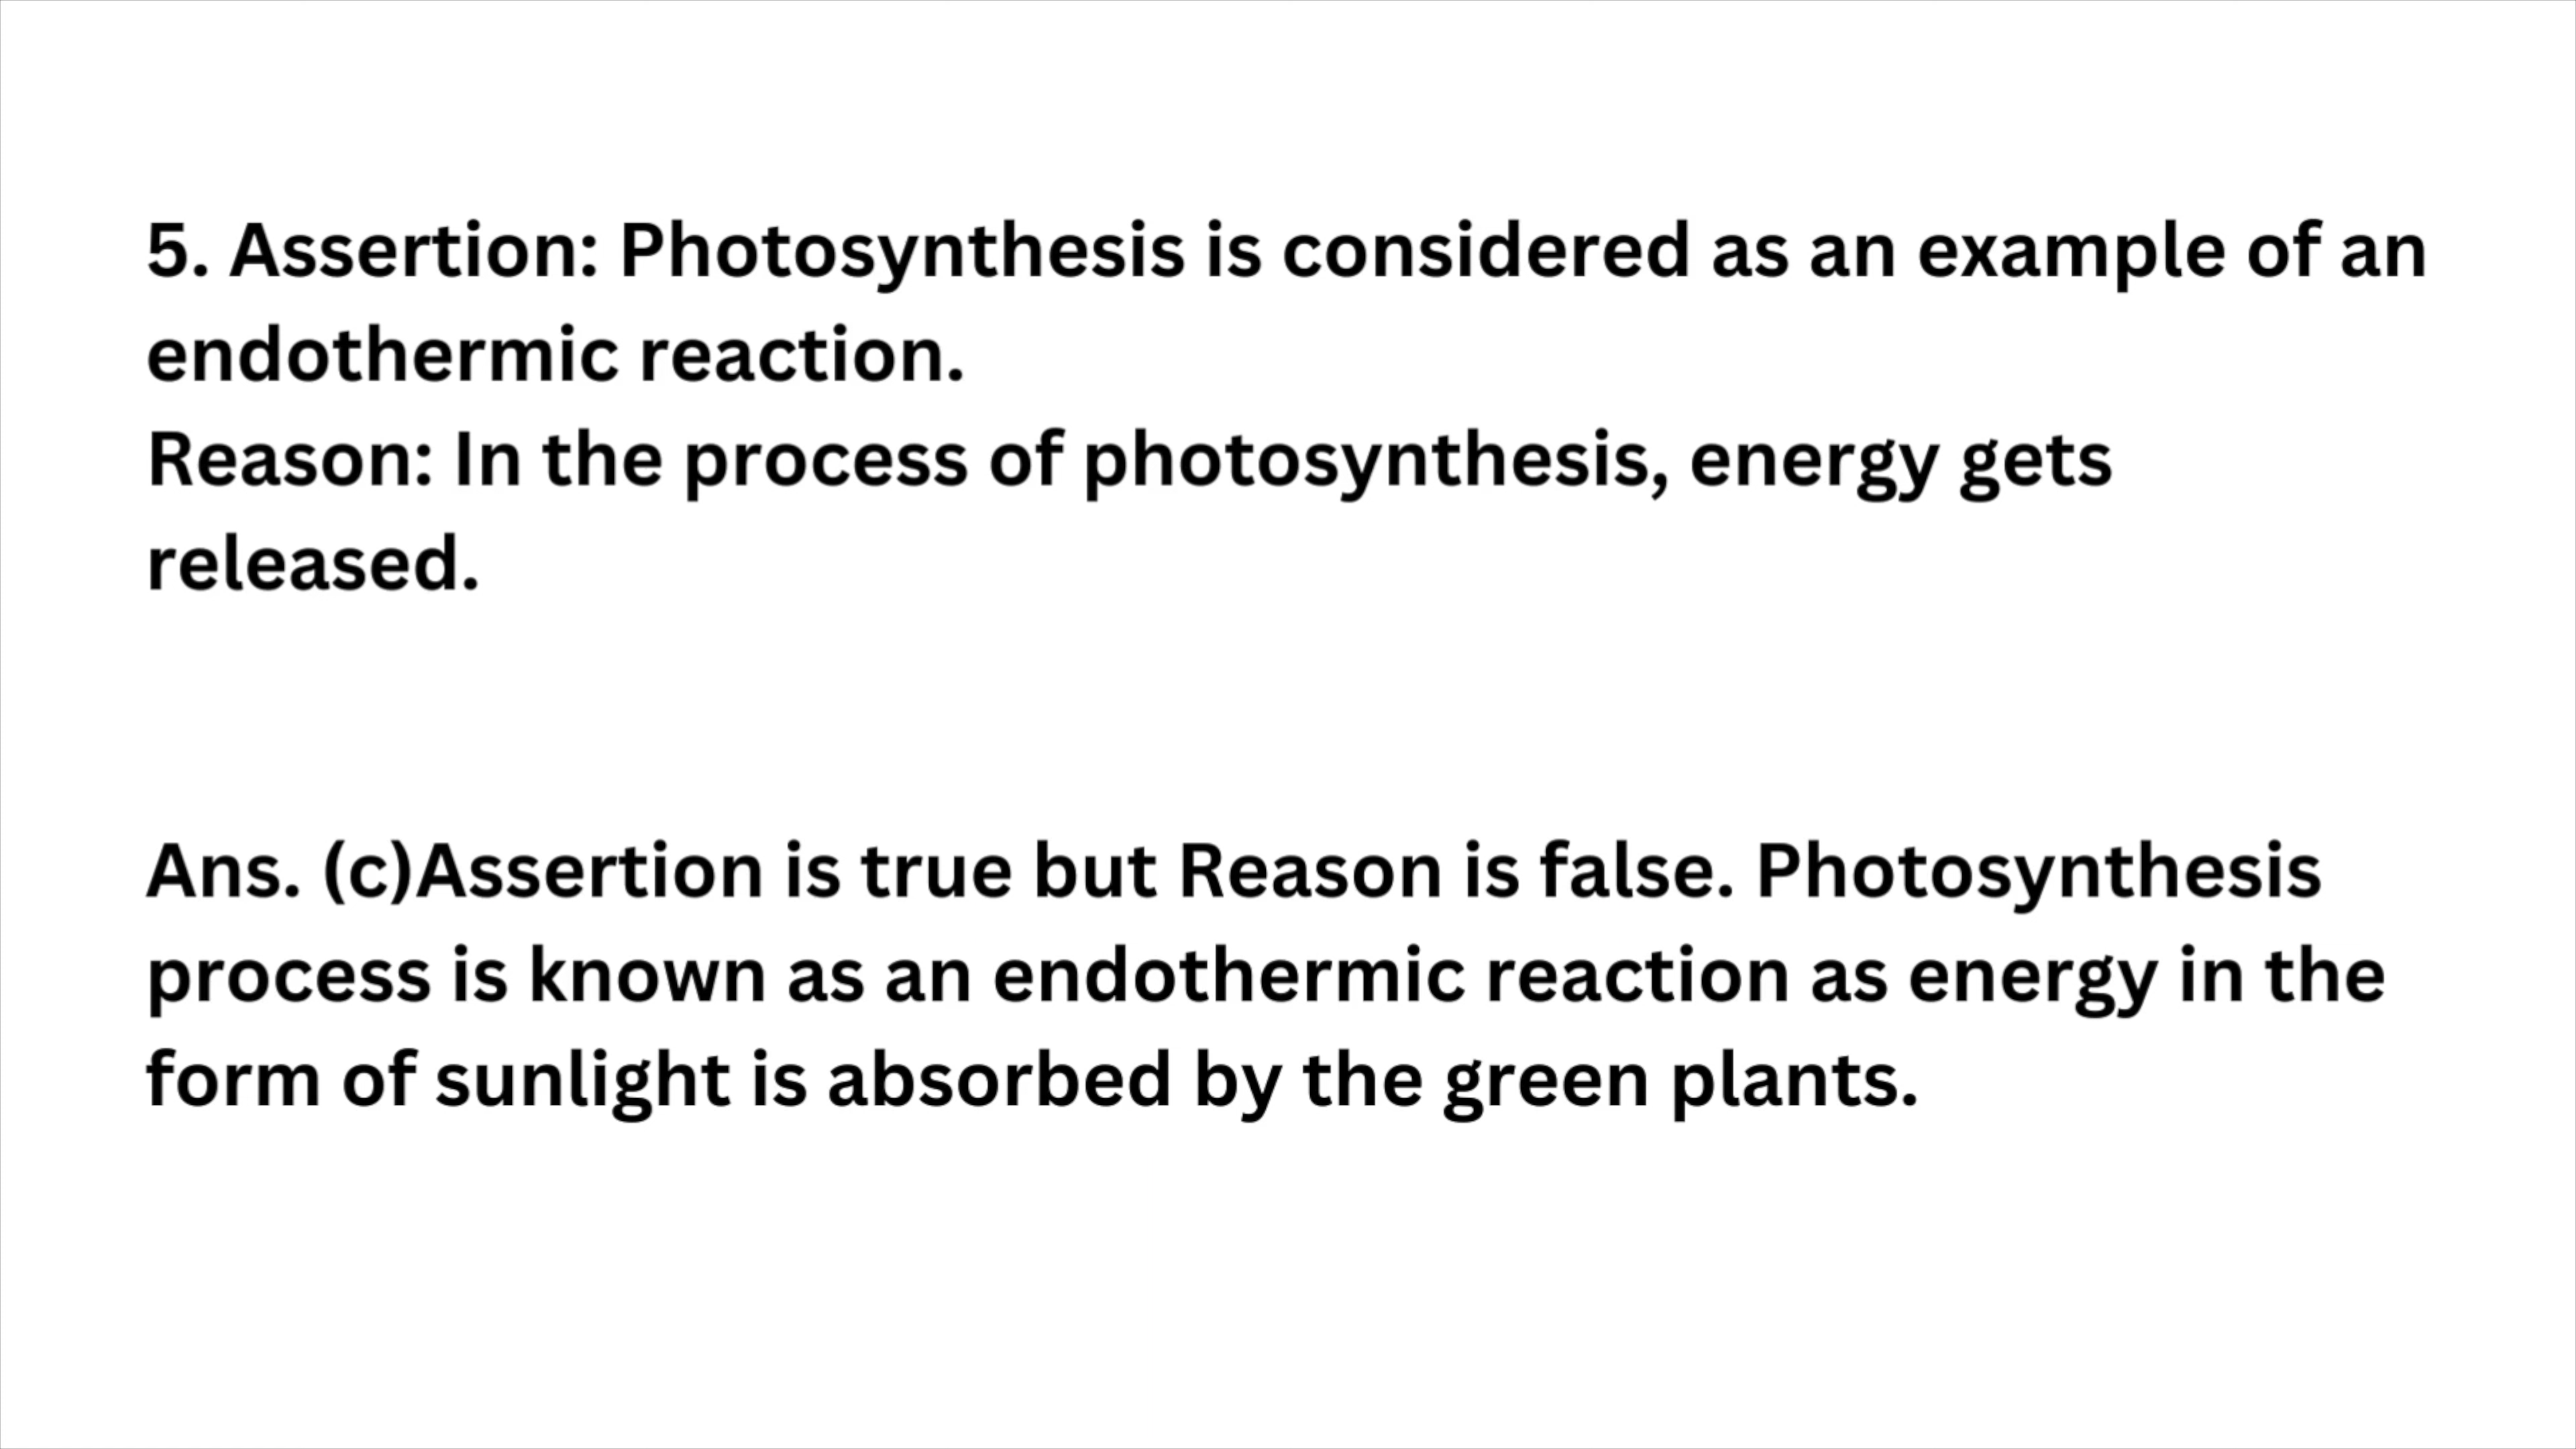 5. Assertion: Photosynthesis is considered as an example of an
endothermic reaction.
Reason: In the process of photosynthesis, energy gets
released.
Ans. (c)Assertion is true but Reason is false. Photosynthesis
process is known as an endothermic reaction as energy in the
form of sunlight is absorbed by the green plants.